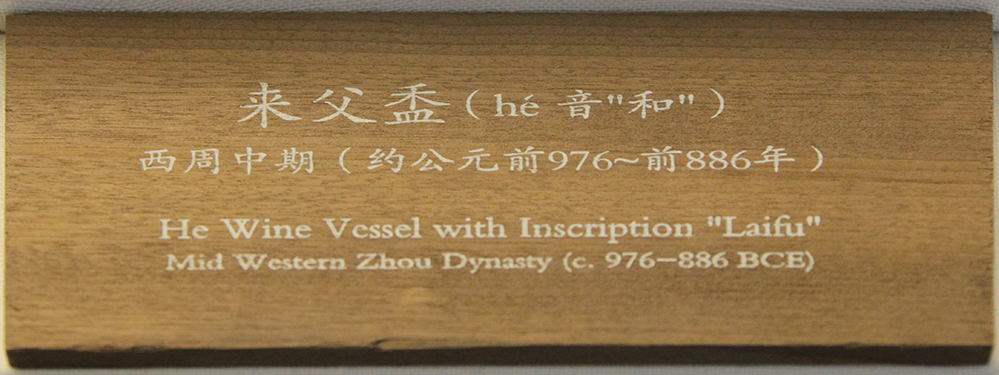 来父盉(hé 音"和")
西周中期(约公元前976~前886年)
He Wine Vessel with Inscription "Laifu"
Mid Western Zhou Dynasty (c. 976–886 BCE)